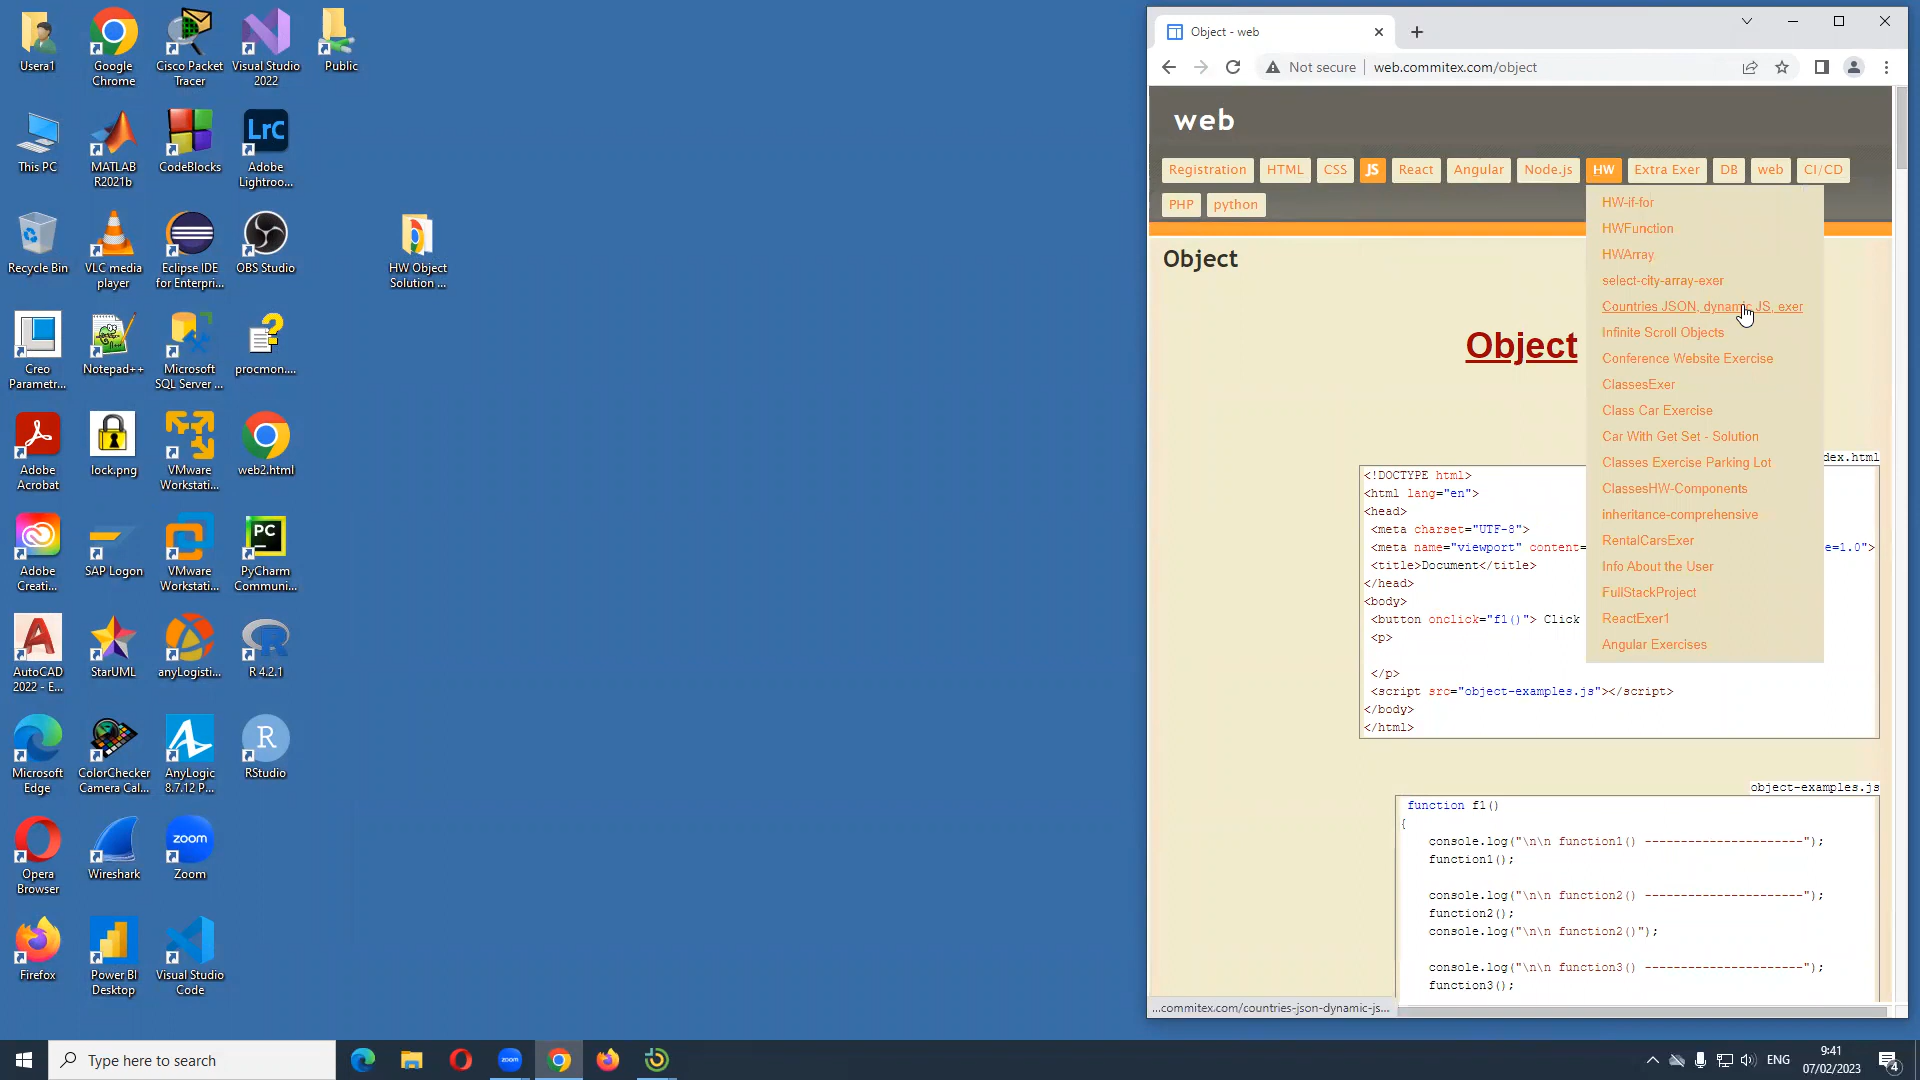 Usera1
Google
Chrome
Cisco Packet
Tracer
Visual Studio
2022
Public
This PC
MATLAB
R2021b
CodeBlocks
Adobe
Lightroo...
Recycle Bin
VLC media
player
Eclipse IDE
for Enterpri...
OBS Studio
HW Object
Solution ...
Creo
Parametr...
Notepad++
Microsoft
SQL Server ...
procmon....
Adobe
Acrobat
lock.png
VMware
Workstati...
web2.html
Adobe
Creati...
SAP Logon
VMware
Workstati...
PyCharm
Communi...
AutoCAD
2022 - E...
StarUML
anyLogisti...
R 4.2.1
Microsoft
Edge
ColorChecker
Camera Cal...
AnyLogic
8.7.12 P...
RStudio
Opera
Browser
Wireshark
Zoom
Firefox
Power BI
Desktop
Visual Studio
Code
Object - web
Not secure
web.commitex.com/object
web
Registration HTML CSS JS React Angular Node.js HW Extra Exer DB web CI/CD
PHP python
HW-if-for
HWFunction
HWArray
select-city-array-exer
Countries JSON, dynamic JS, exer
Infinite Scroll Objects
Conference Website Exercise
ClassesExer
Class Car Exercise
Car With Get Set - Solution
Classes Exercise Parking Lot
ClassesHW-Components
inheritance-comprehensive
RentalCarsExer
Info About the User
FullStackProject
ReactExer1
Angular Exercises
Object
Object
dex.html
<!DOCTYPE html>
<html lang="en">
<head>
<meta charset="UTF-8">
<meta name="viewport" content= e=1.0">
<title>Document</title>
</head>
<body>
<button onclick="f1()"> Click
<p>
</p>
<script src="object-examples.js"></script>
</body>
</html>
object-examples.js
function f1()
{
console.log("\n\n function1() ----------------------");
function1();
console.log("\n\n function2() ----------------------");
function2();
console.log("\n\n function2()");
console.log("\n\n function3() ----------------------");
function3();
...commitex.com/countries-json-dynamic-js...
Type here to search
zoom
ENG
9:41
07/02/2023
4